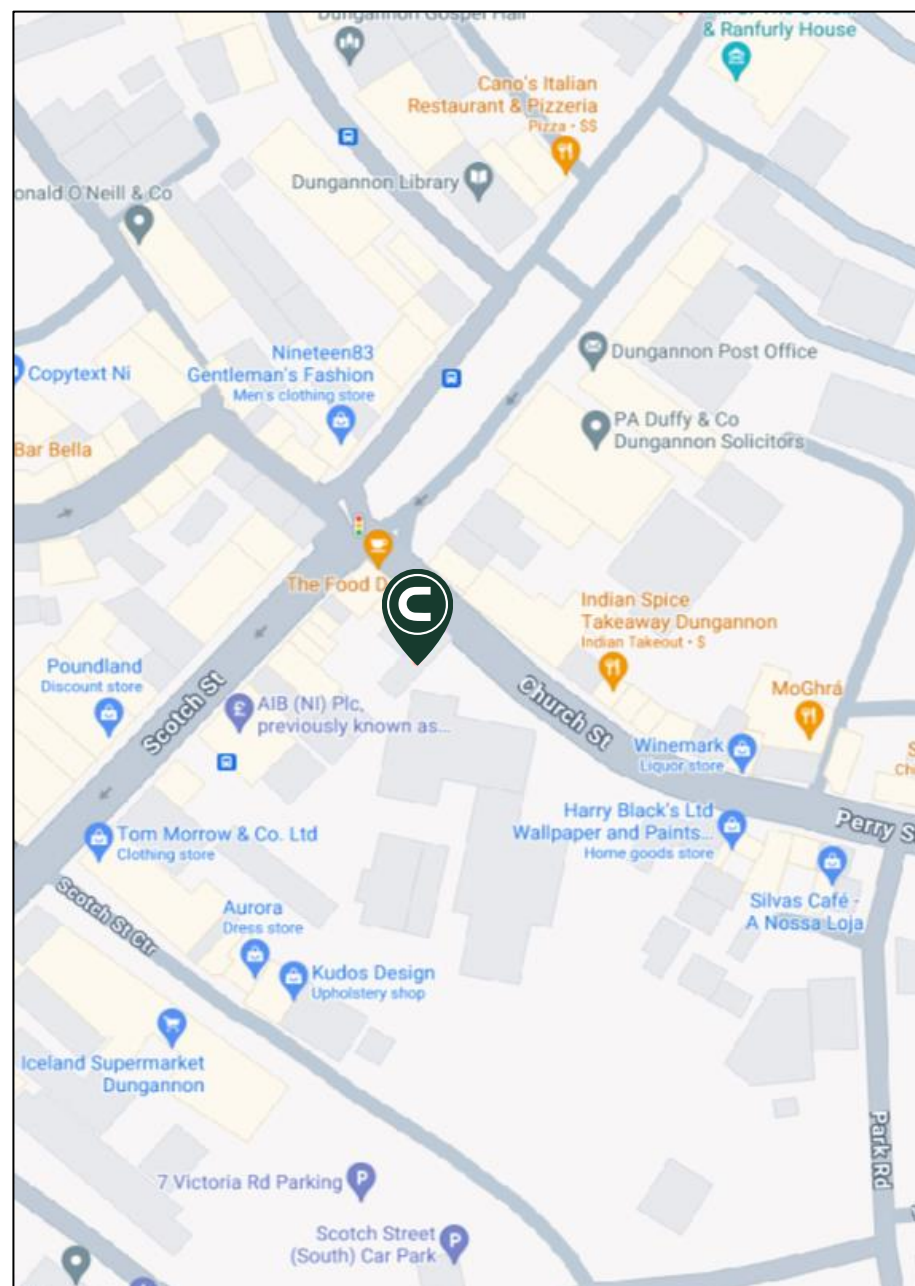 Dungannon Gospel Hall
& Ranfurly House
Cano's Italian
Restaurant & Pizzeria
Pizza · $$
Dungannon Library
onald O'Neill & Co
Nineteen83
Gentleman's Fashion
Men's clothing store
Copytext Ni
Dungannon Post Office
PA Duffy & Co
Dungannon Solicitors
Bar Bella
The Food D
C
Indian Spice
Takeaway Dungannon
Indian Takeout · $
Poundland
Discount store
Scotch St
AIB (NI) Plc,
previously known as...
£
Church St
MoGhrá
Winemark
Liquor store
Harry Black's Ltd
Wallpaper and Paints...
Home goods store
Perry S
Tom Morrow & Co. Ltd
Clothing store
Silvas Café -
A Nossa Loja
Scotch St Ctr
Aurora
Dress store
Kudos Design
Upholstery shop
Iceland Supermarket
Dungannon
Park Rd
7 Victoria Rd Parking
P
Scotch Street
(South) Car Park
P